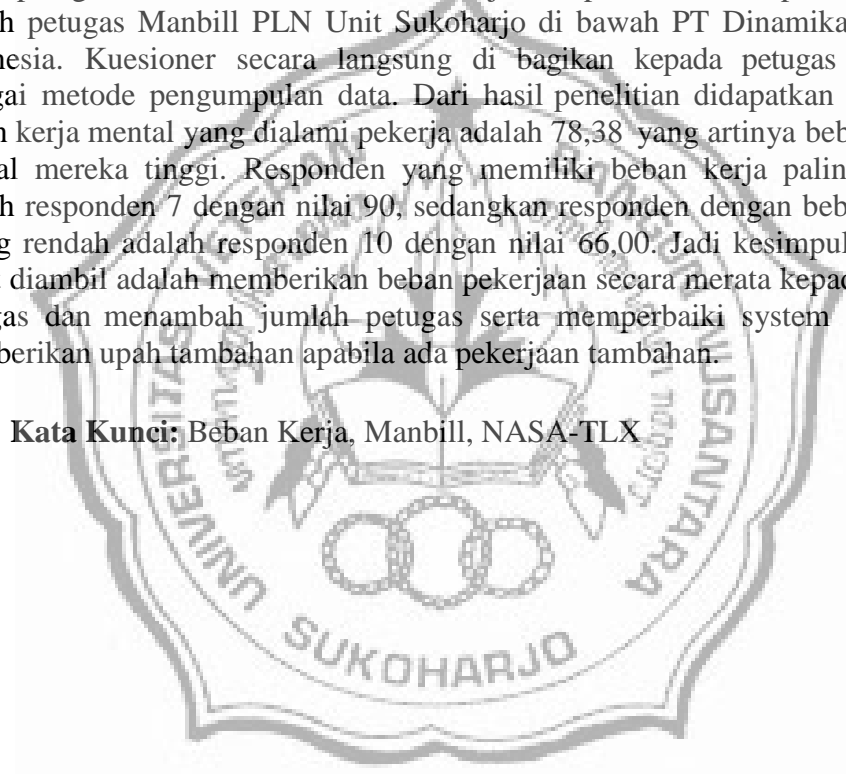 h petugas Manbill PLN Unit Sukoharjo di bawah PT Dinamika
nesia. Kuesioner secara langsung di bagikan kepada petugas
gai metode pengumpulan data. Dari hasil penelitian didapatkan
n kerja mental yang dialami pekerja adalah 78,38 yang artinya beb
al mereka tinggi. Responden yang memiliki beban kerja palin
h responden 7 dengan nilai 90, sedangkan responden dengan beb
g rendah adalah responden 10 dengan nilai 66,00. Jadi kesimpul
diambil adalah memberikan beban pekerjaan secara merata kepad
gas dan menambah jumlah petugas serta memperbaiki system
berikan upah tambahan apabila ada pekerjaan tambahan.
Kata Kunci: Beban Kerja, Manbill, NASA-TLX
UNIVERSITAS VETERAN BANGUN NUSANTARA
SUKOHARJO